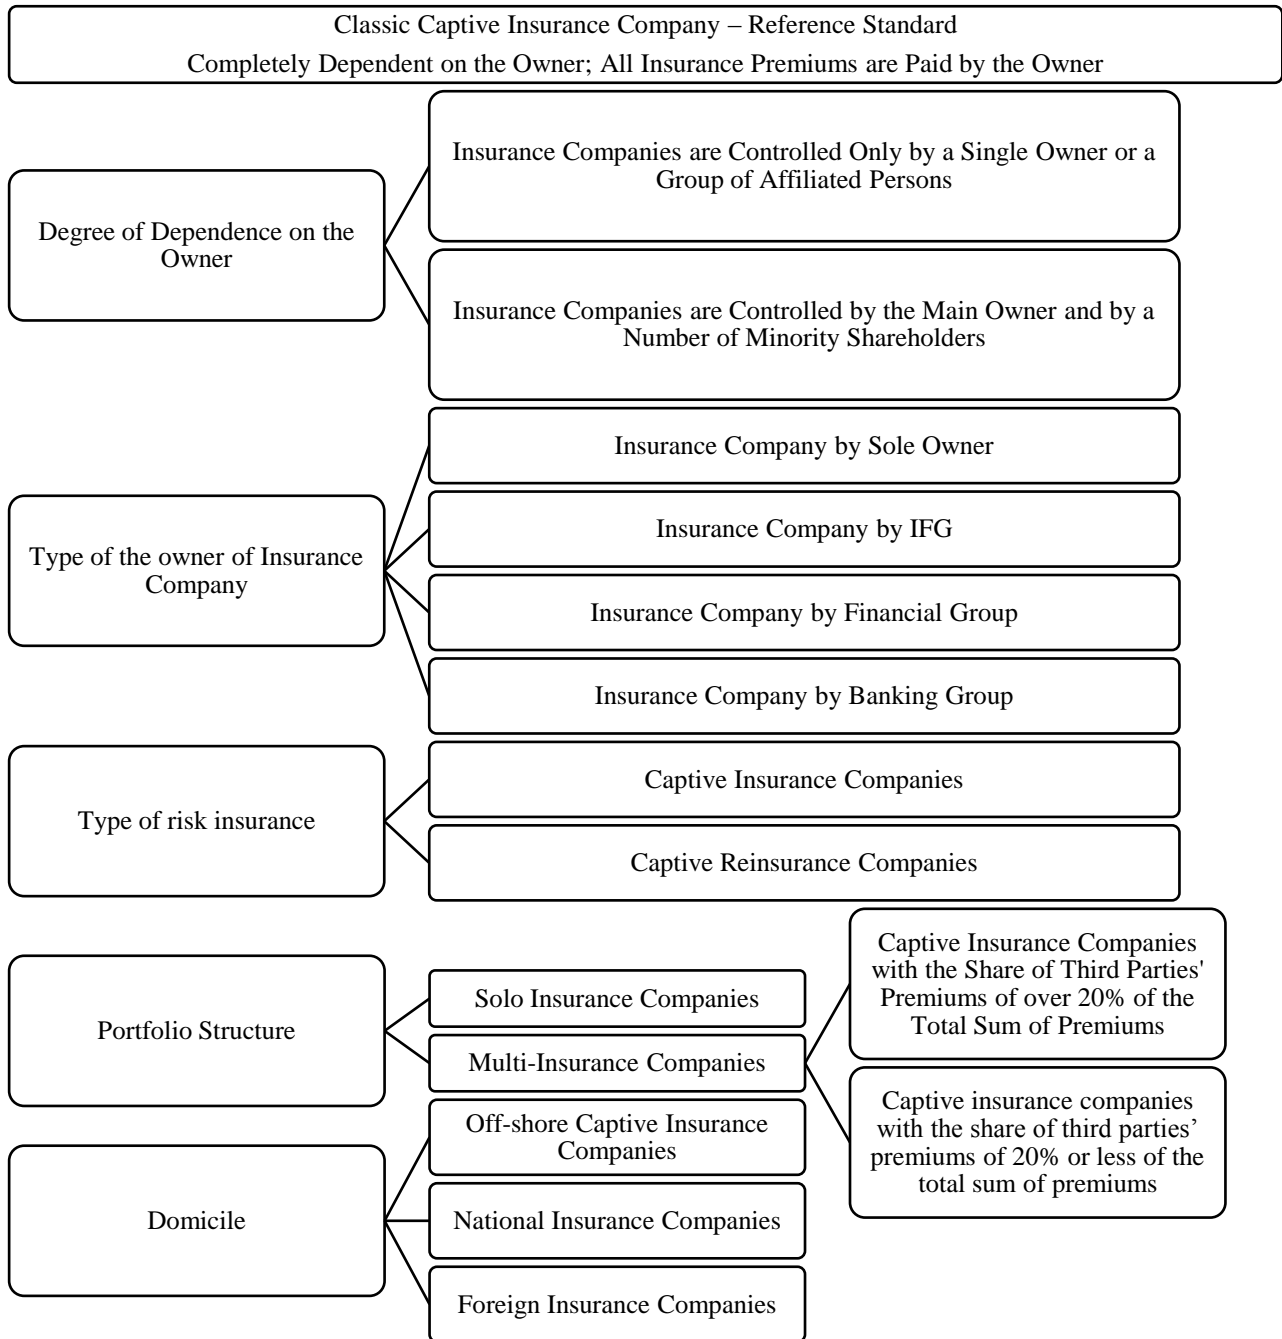 Classic Captive Insurance Company – Reference Standard
Completely Dependent on the Owner; All Insurance Premiums are Paid by the Owner
Degree of Dependence on the
Owner
Insurance Companies are Controlled Only by a Single Owner or a
Group of Affiliated Persons
Insurance Companies are Controlled by the Main Owner and by a
Number of Minority Shareholders
Type of the owner of Insurance
Company
Insurance Company by Sole Owner
Insurance Company by IFG
Insurance Company by Financial Group
Insurance Company by Banking Group
Type of risk insurance
Captive Insurance Companies
Captive Reinsurance Companies
Portfolio Structure
Solo Insurance Companies
Multi-Insurance Companies
Captive Insurance Companies
with the Share of Third Parties'
Premiums of over 20% of the
Total Sum of Premiums
Captive insurance companies
with the share of third parties’
premiums of 20% or less of the
total sum of premiums
Domicile
Off-shore Captive Insurance
Companies
National Insurance Companies
Foreign Insurance Companies